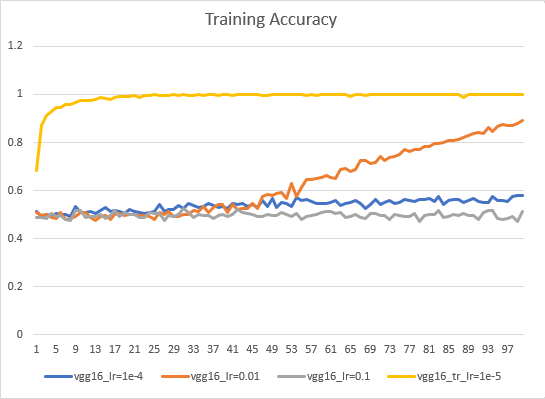 Training Accuracy
1.2
1
0.8
0.6
0.4
0.2
0
1 5 9 13 17 21 25 29 33 37 41 45 49 53 57 61 65 69 73 77 81 85 89 93 97
vgg16_lr=1e-4 vgg16_lr=0.01 vgg16_lr=0.1 vgg16_tr_lr=1e-5